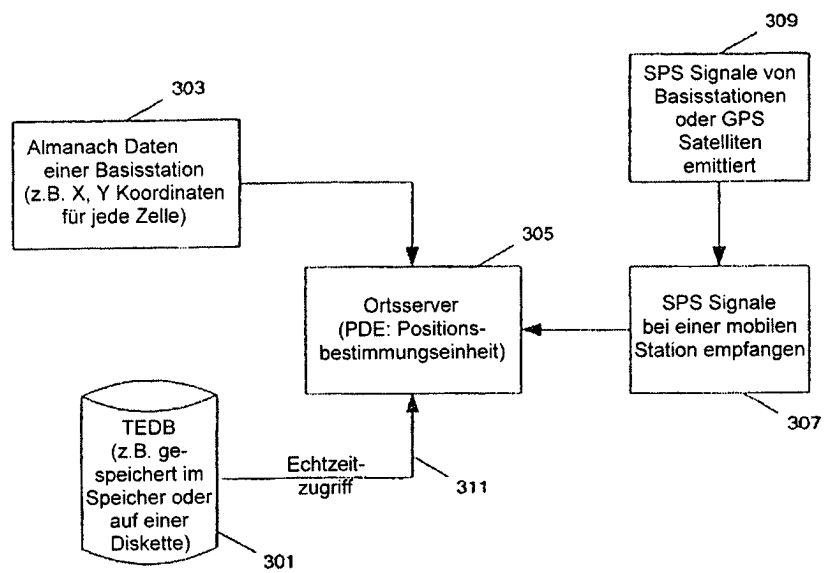 303
Almanach Daten
einer Basisstation
(z.B. X, Y Koordinaten
für jede Zelle)
309
SPS Signale von
Basisstationen
oder GPS
Satelliten
emittiert
305
Ortsserver
(PDE: Positions-
bestimmungseinheit)
SPS Signale
bei einer mobilen
Station empfangen
307
TEDB
(z.B. ge-
speichert im
Speicher oder
auf einer
Diskette)
301
Echtzeit-
zugriff
311